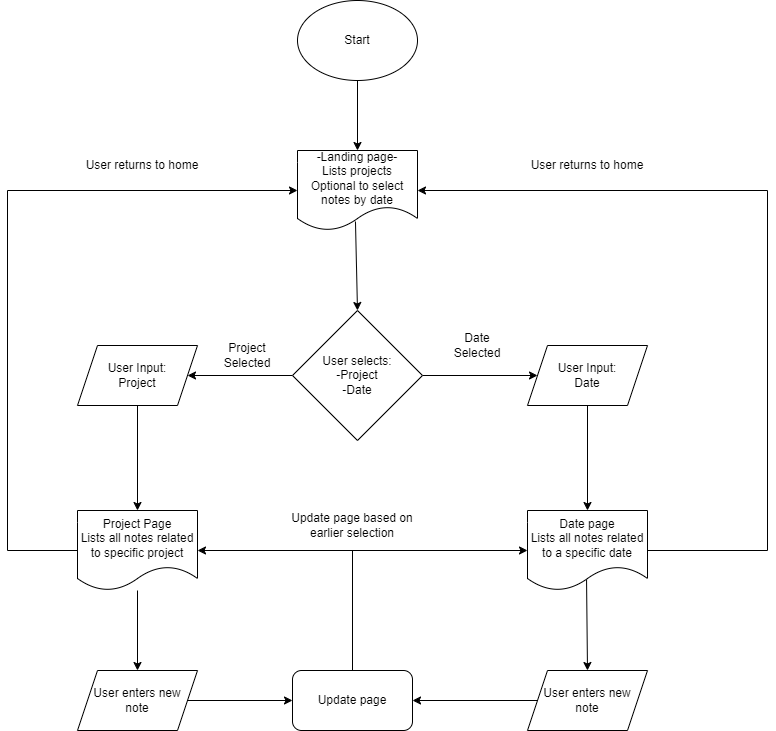 Start
User returns to home
-Landing page-
Lists projects
Optional to select
notes by date
User returns to home
Project
Selected
User selects:
-Project
-Date
Date
Selected
User Input:
Project
User Input:
Date
Project Page
Lists all notes related
to specific project
Update page based on
earlier selection
Date page
Lists all notes related
to a specific date
User enters new
note
Update page
User enters new
note